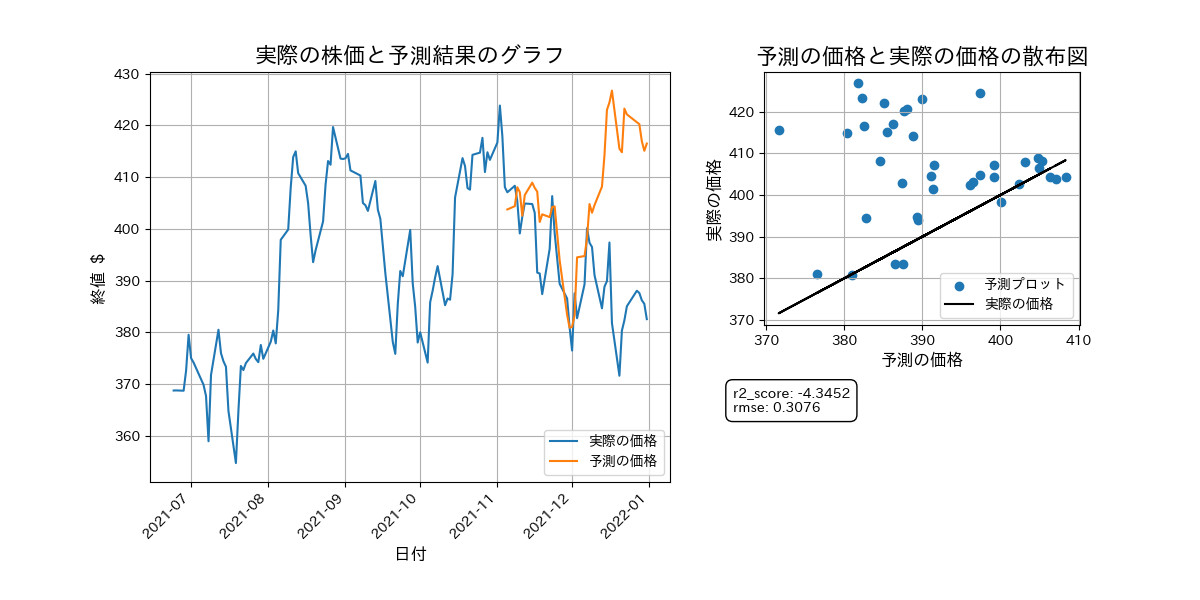 実際の株価と予測結果のグラフ
430
420
410
400
390
380
370
360
終値 $
2021-07
2021-08
2021-09
2021-10
2021-11
2021-12
2022-01
日付
実際の価格
予測の価格
予測の価格と実際の価格の散布図
420
410
400
390
380
370
実際の価格
370
380
390
400
410
予測の価格
予測プロット
実際の価格
r2_score: -4.3452
rmse: 0.3076